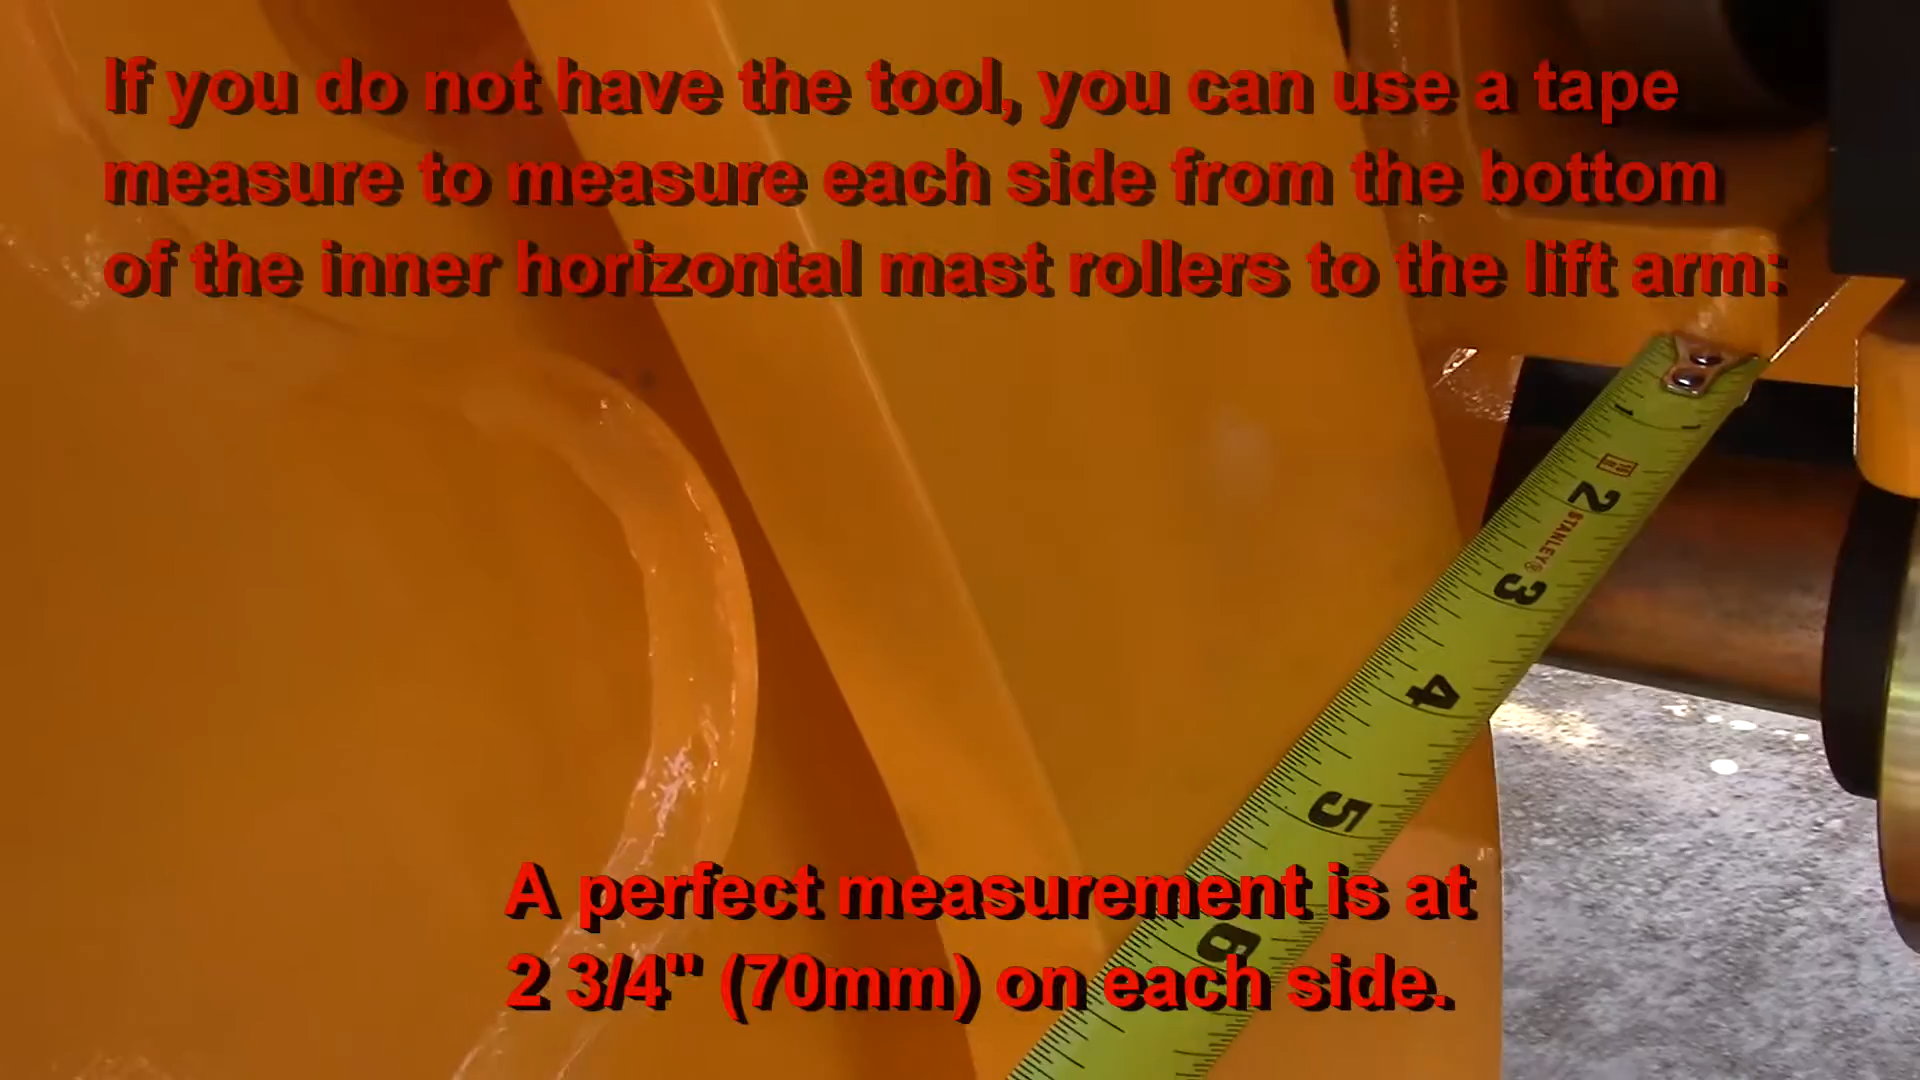 If you do not have the tool, you can use a tape
measure to measure each side from the bottom
of the inner horizontal mast rollers to the lift arm:
1 1
2
STANLEY®
3
4
5
A perfect measurement is at
6
2 3/4" (70mm) on each side.